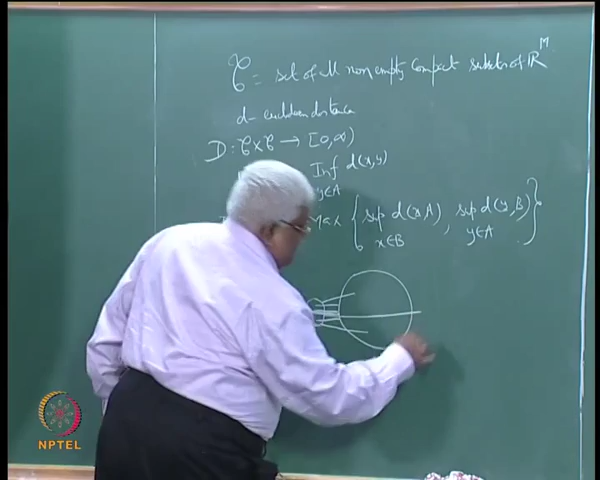 𝒞 = set of all non empty compact subsets of ℝ^M
d - euclidean distance
D : 𝒞 × 𝒞 → [0, ∞)
Inf d(x,y)
y∈A
Max { sup d(x,A) , sup d(y,B) }
x∈B y∈A
NPTEL